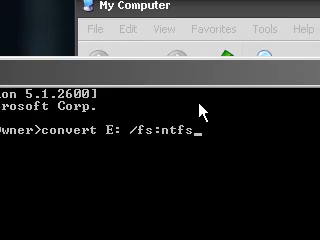 My Computer
File Edit View Favorites Tools Help
on 5.1.2600]
rosoft Corp.
wner>convert E: /fs:ntfs_